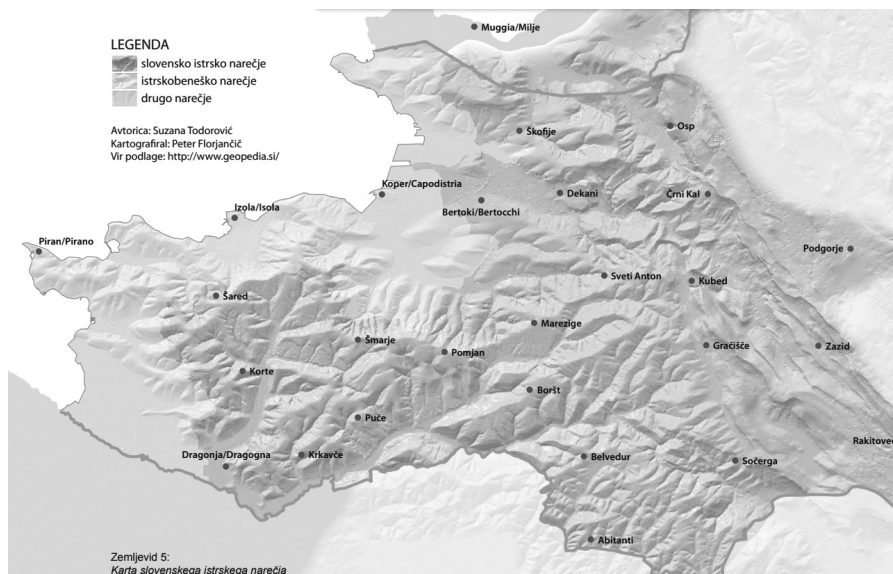 Muggia/Milje
LEGENDA
slovensko istrsko narečje
istrskobeneško narečje
drugo narečje
Avtorica: Suzana Todorović
Kartografiral: Peter Florjančič
Vir podlage: http://www.geopedia.si/
Škofije
Osp
Koper/Capodistria
Dekani
Črni Kal
Bertoki/Bertocchi
Izola/Isola
Piran/Pirano
Podgorje
Sveti Anton
Kubed
Šared
Marezige
Šmarje
Pomjan
Gračišče
Zazid
Korte
Boršt
Puče
Rakitovec
Dragonja/Dragogna
Krkavče
Belvedur
Sočerga
Abitanti
Zemljevid 5:
Karta slovenskega istrskega narečja